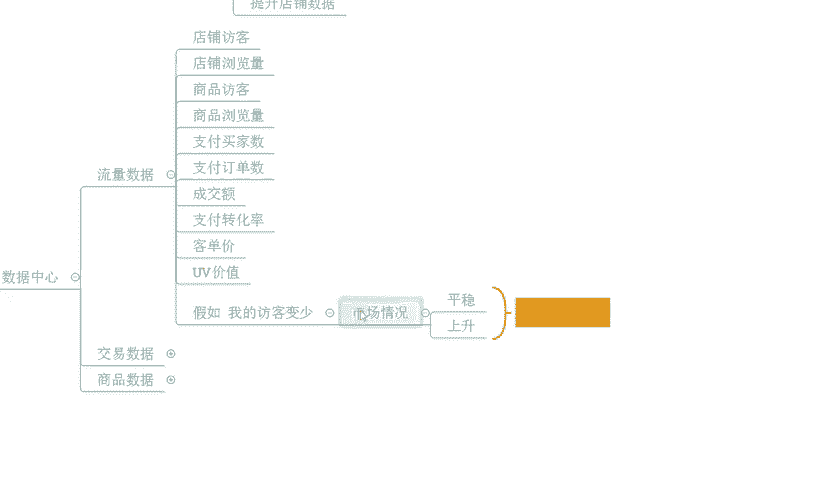 提升店铺数据
店铺访客
店铺浏览量
商品访客
商品浏览量
支付买家数
流量数据
支付订单数
成交额
支付转化率
客单价
数据中心
UV价值
假如 我的访客变少
市场情况
平稳
上升
交易数据
商品数据